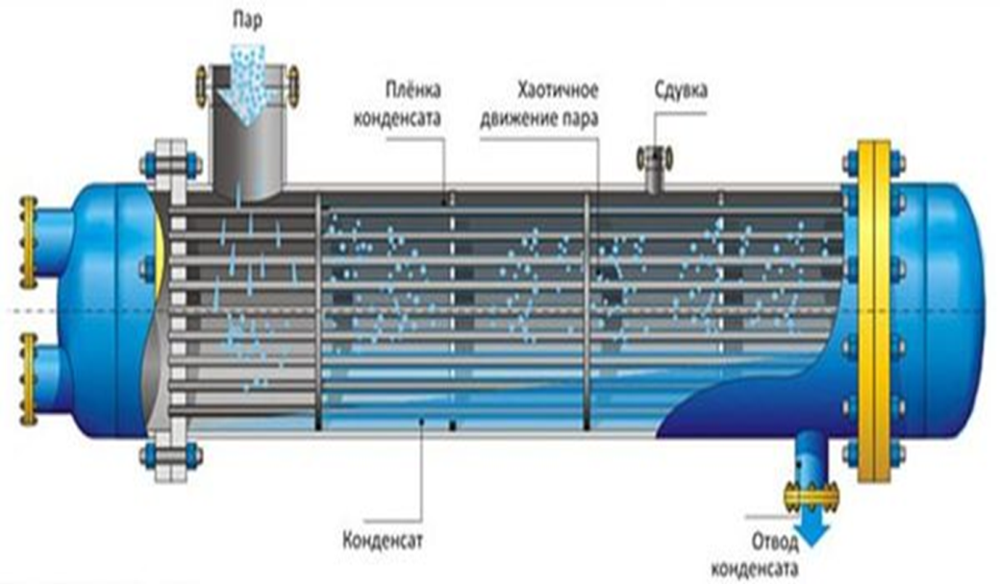 Пар
Плёнка
конденсата
Хаотичное
движение пара
Сдувка
Конденсат
Отвод
конденсата